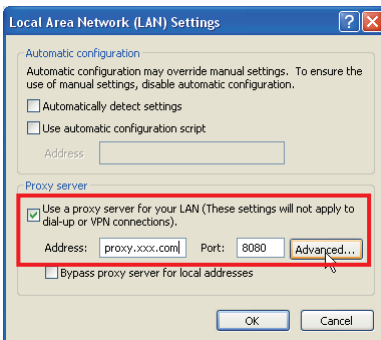 Local Area Network (LAN) Settings
Automatic configuration
Automatic configuration may override manual settings. To ensure the
use of manual settings, disable automatic configuration.
Automatically detect settings
Use automatic configuration script
Address
Proxy server
Use a proxy server for your LAN (These settings will not apply to
dial-up or VPN connections).
Address: proxy.xxx.com Port: 8080 Advanced...
Bypass proxy server for local addresses
OK Cancel